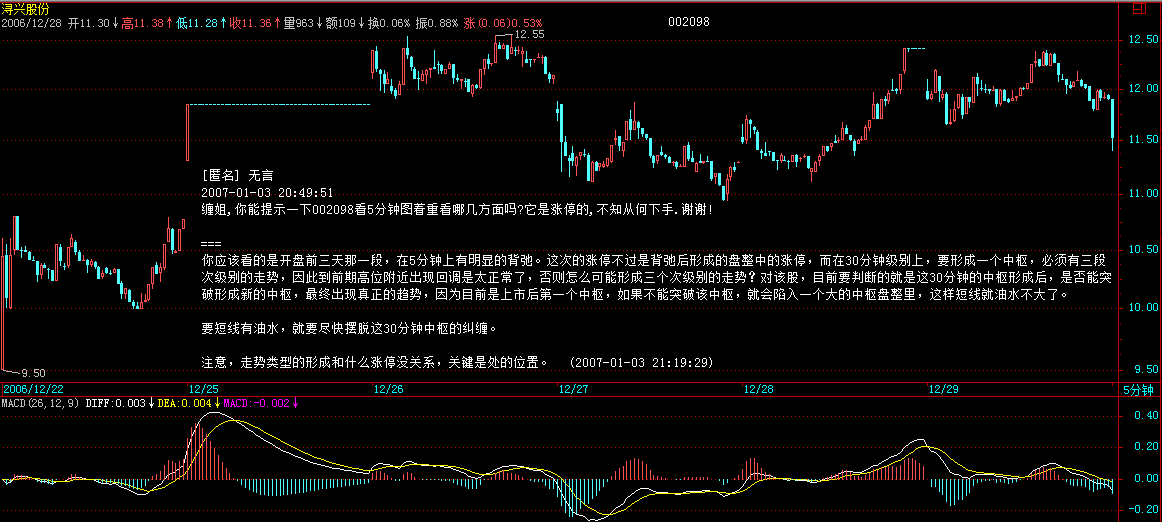 浔兴股份
2006/12/28 开11.30↓高11.38↑低11.28↑收11.36↑量963↓额109↓换0.06% 振0.88% 涨(0.06)0.53%
002098
12.55
12.50
12.00
11.50
11.00
10.50
10.00
9.50
[匿名] 无言
2007-01-03 20:49:51
缠姐,你能提示一下002098看5分钟图着重看哪几方面吗?它是涨停的,不知从何下手.谢谢!
===
你应该看的是开盘前三天那一段，在5分钟上有明显的背弛。这次的涨停不过是背弛后形成的盘整中的涨停，而在30分钟级别上，要形成一个中枢，必须有三段
次级别的走势，因此到前期高位附近出现回调是太正常了，否则怎么可能形成三个次级别的走势？对该股，目前要判断的就是这30分钟的中枢形成后，是否能突
破形成新的中枢，最终出现真正的趋势，因为目前是上市后第一个中枢，如果不能突破该中枢，就会陷入一个大的中枢盘整里，这样短线就油水不大了。
要短线有油水，就要尽快摆脱这30分钟中枢的纠缠。
注意，走势类型的形成和什么涨停没关系，关键是处的位置。 (2007-01-03 21:19:29)
9.50
2006/12/22 12/25 12/26 12/27 12/28 12/29 5分钟
MACD(26,12,9) DIFF:0.003↓DEA:0.004↓MACD:-0.002↓
0.40
0.20
0.00
-0.20